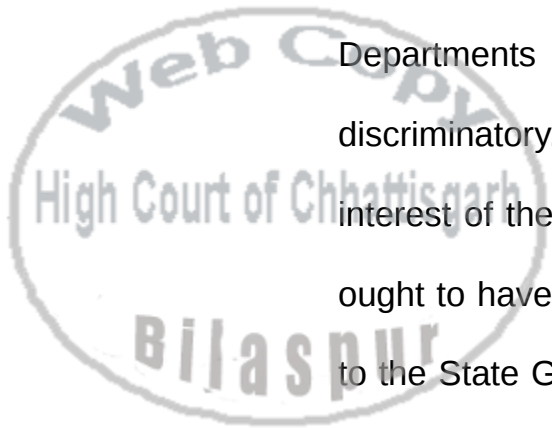 Web Copy
Departments
discriminatory
High Court of Chhattisgarh
interest of the
ought to have
Bilaspur
to the State G